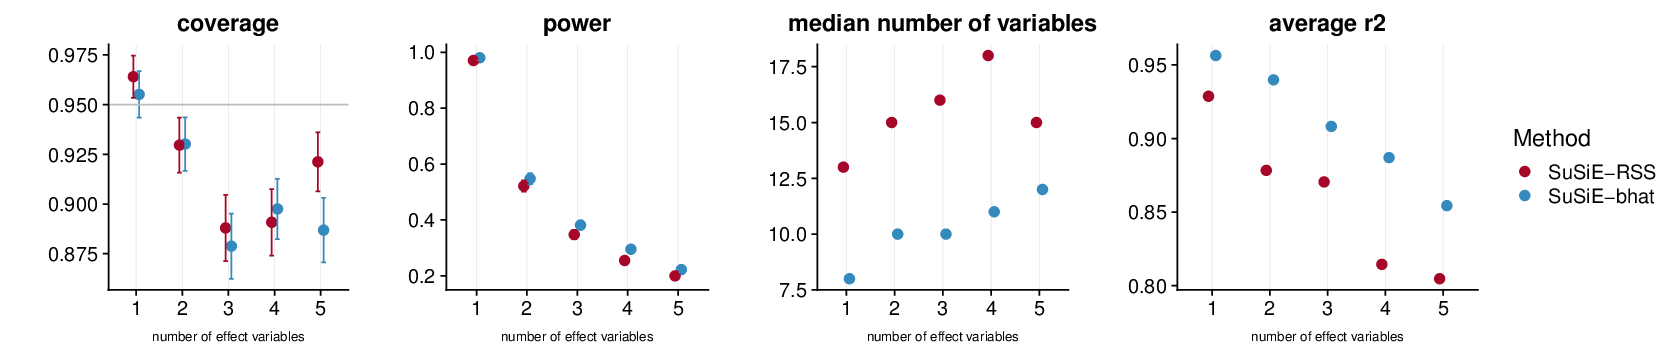 coverage
0.975
0.950
0.925
0.900
0.875
1 2 3 4 5
number of effect variables
power
1.0
0.8
0.6
0.4
0.2
1 2 3 4 5
number of effect variables
median number of variables
17.5
15.0
12.5
10.0
7.5
1 2 3 4 5
number of effect variables
average r2
0.95
0.90
0.85
0.80
1 2 3 4 5
number of effect variables
Method
SuSiE−RSS
SuSiE−bhat